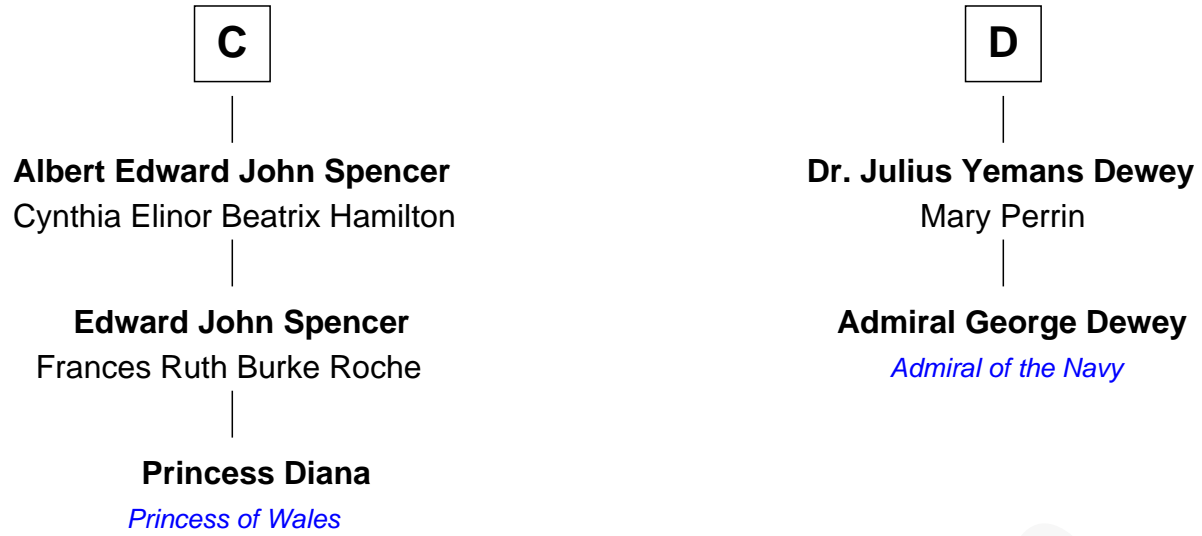 C
Albert Edward John Spencer
Cynthia Elinor Beatrix Hamilton
Edward John Spencer
Frances Ruth Burke Roche
Princess Diana
Princess of Wales
D
Dr. Julius Yemans Dewey
Mary Perrin
Admiral George Dewey
Admiral of the Navy